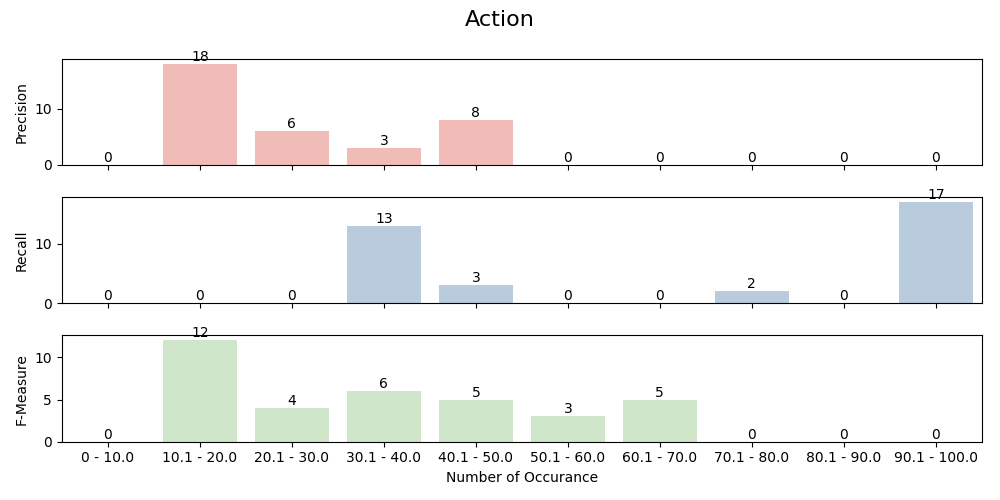 Action
Precision
10
0
0 18 6 3 8 0 0 0 0 0
Recall
10
0
0 0 0 13 3 0 0 2 0 17
F-Measure
10
5
0
0 12 4 6 5 3 5 0 0 0
0 - 10.0 10.1 - 20.0 20.1 - 30.0 30.1 - 40.0 40.1 - 50.0 50.1 - 60.0 60.1 - 70.0 70.1 - 80.0 80.1 - 90.0 90.1 - 100.0
Number of Occurance